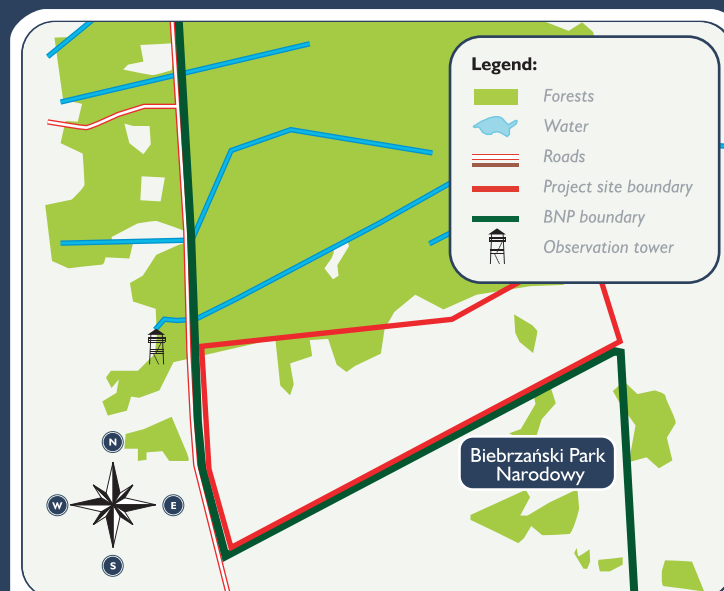 Legend:
Forests
Water
Roads
Project site boundary
BNP boundary
Observation tower
Biebrzański Park
Narodowy
N
W
E
S